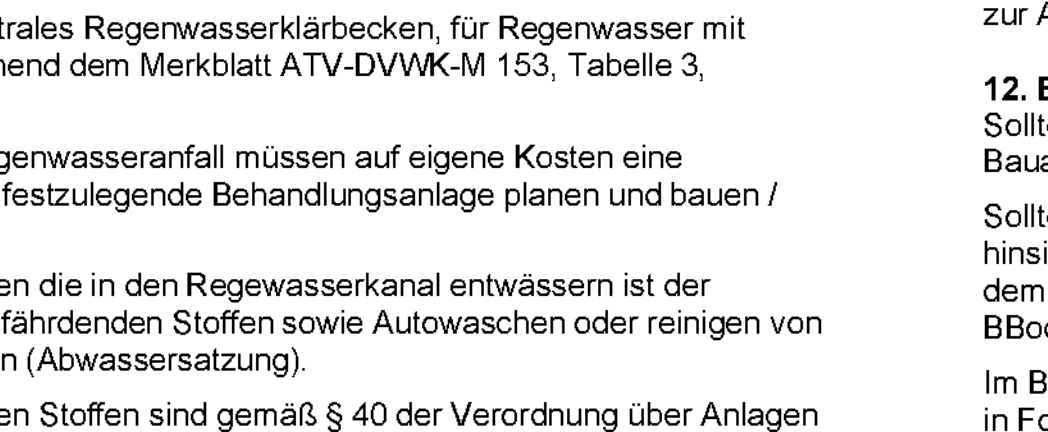 trales Regenwasserklärbecken, für Regenwasser mit
hend dem Merkblatt ATV-DVWK-M 153, Tabelle 3,
genwasseranfall müssen auf eigene Kosten eine
festzulegende Behandlungsanlage planen und bauen /
en die in den Regewasserkanal entwässern ist der
fährdenden Stoffen sowie Autowaschen oder reinigen von
n (Abwassersatzung).
en Stoffen sind gemäß § 40 der Verordnung über Anlagen
zur A
12. B
Sollt
Baua
Sollt
hinsi
dem
BBo
Im B
in Fo